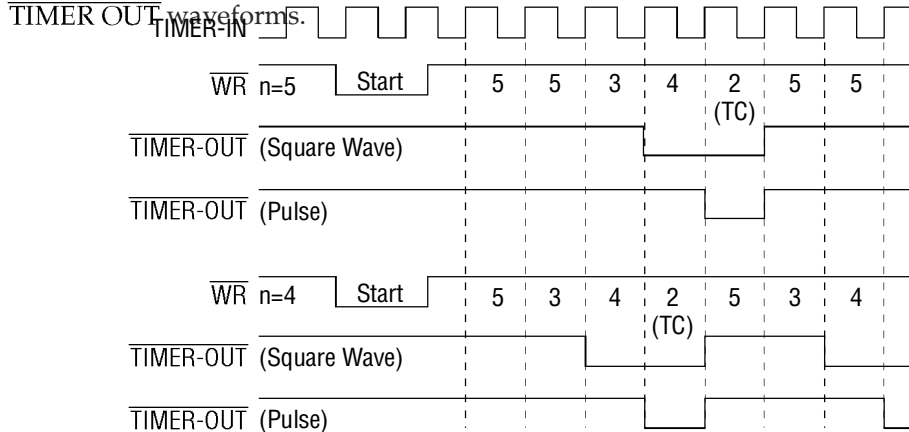 TIMER OUT waveforms.
TIMER-IN
WR n=5 Start 5 5 3 4 2 5 5
(TC)
TIMER-OUT (Square Wave)
TIMER-OUT (Pulse)
WR n=4 Start 5 3 4 2 5 3 4
(TC)
TIMER-OUT (Square Wave)
TIMER-OUT (Pulse)